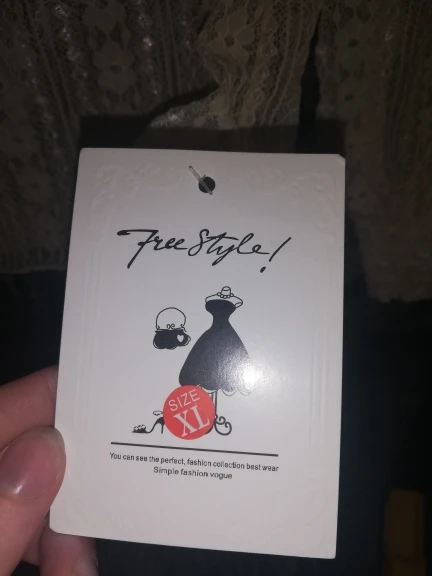 Free Style!
SIZE
XL
You can see the perfect, fashion collection best wear
Simple fashion vogue